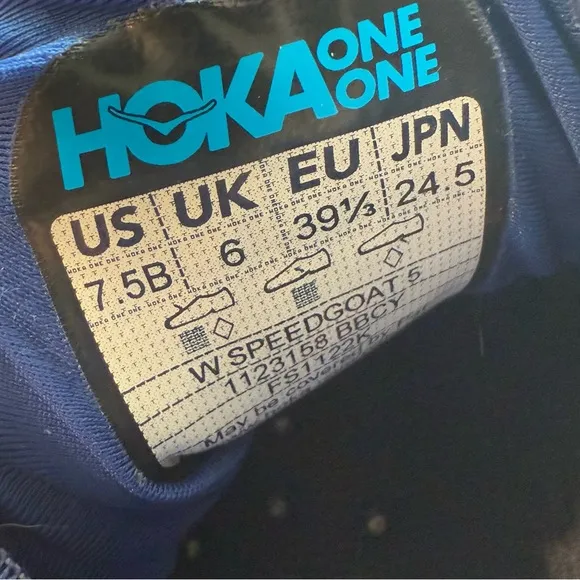 HOKA ONE ONE
US UK EU JPN
7.5B 6 39⅓ 24.5
W SPEEDGOAT 5
1123158 BBCY
FS1122K
May be covered